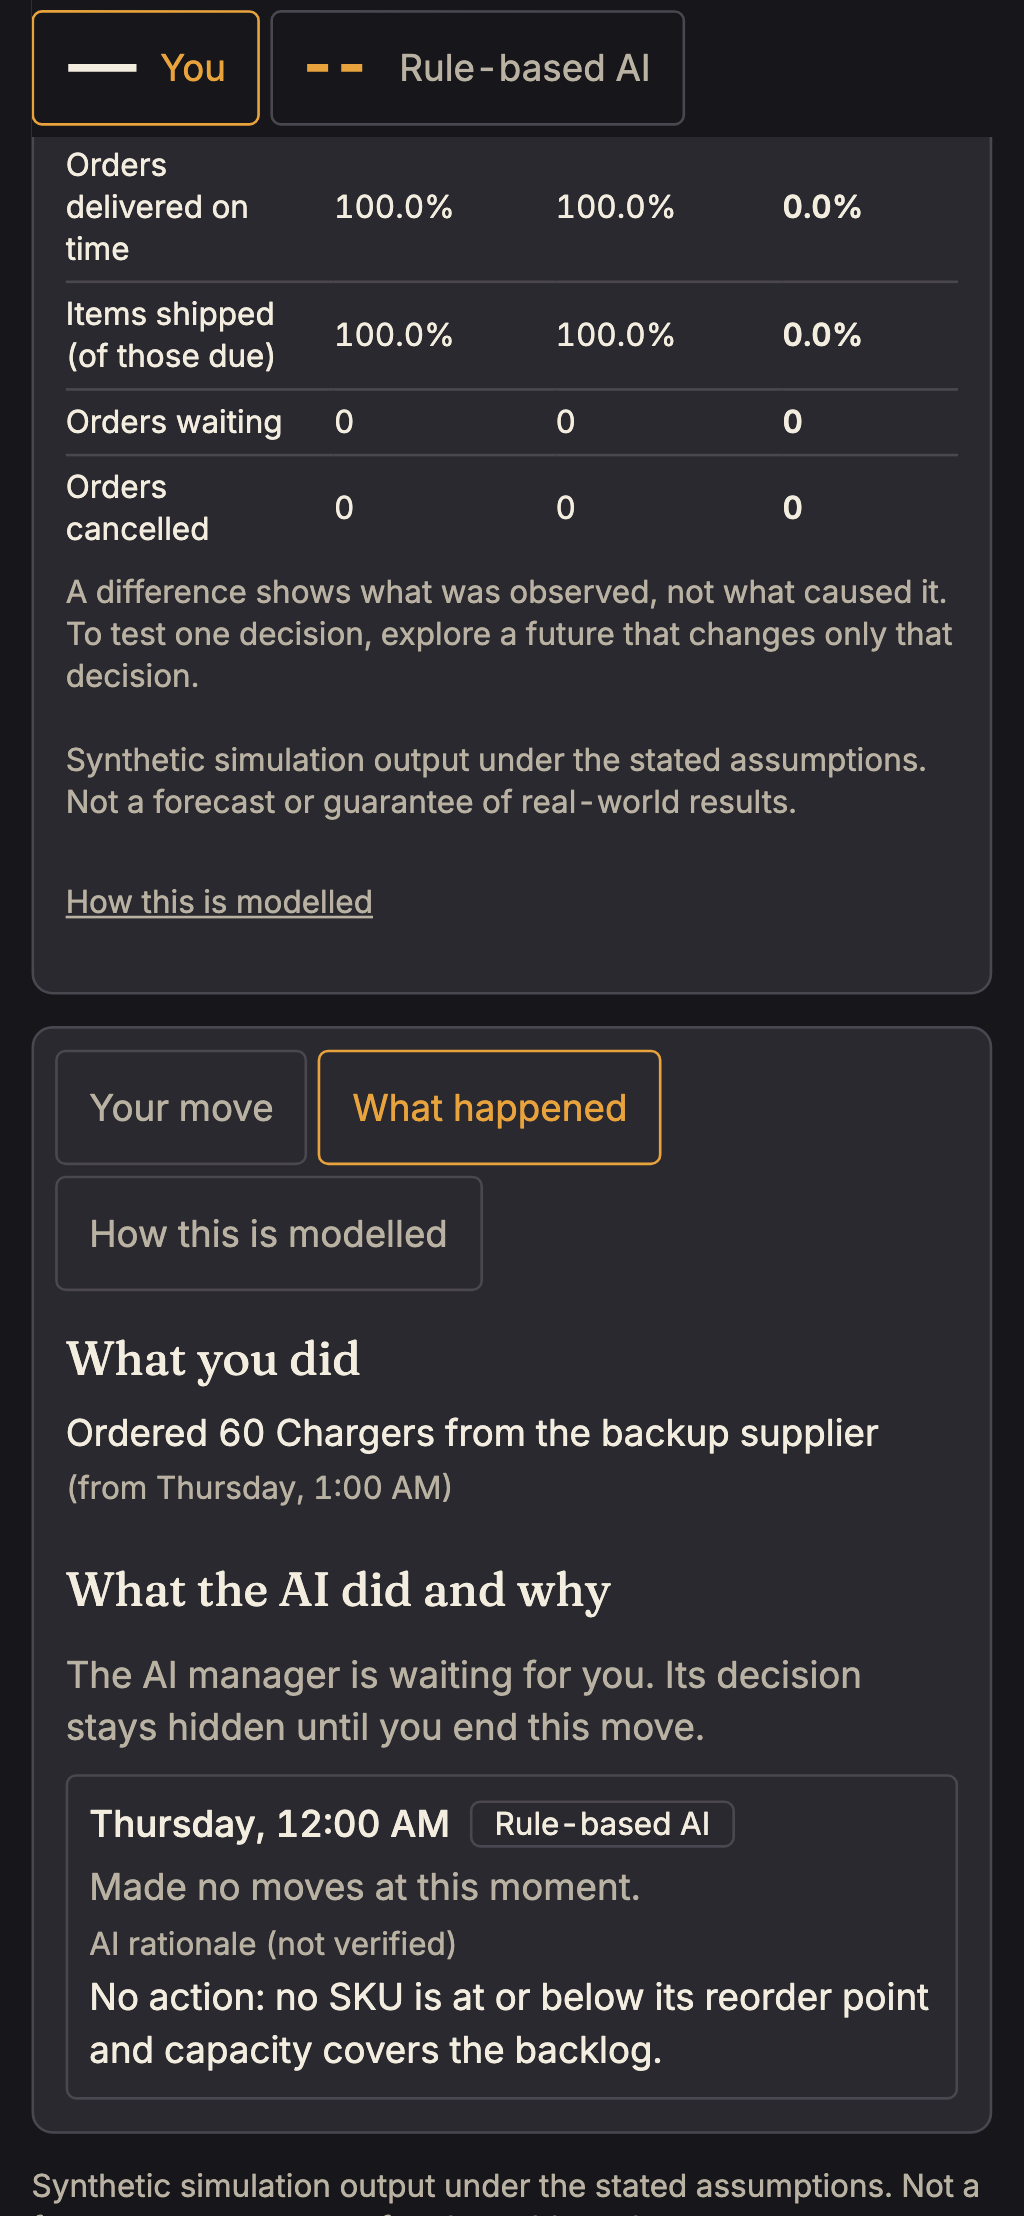 You
Rule-based AI
Orders
delivered on
time
100.0%
100.0%
0.0%
Items shipped
(of those due)
100.0%
100.0%
0.0%
Orders waiting
0
0
0
Orders
cancelled
0
0
0
A difference shows what was observed, not what caused it.
To test one decision, explore a future that changes only that
decision.
Synthetic simulation output under the stated assumptions.
Not a forecast or guarantee of real-world results.
How this is modelled
Your move
What happened
How this is modelled
What you did
Ordered 60 Chargers from the backup supplier
(from Thursday, 1:00 AM)
What the AI did and why
The AI manager is waiting for you. Its decision
stays hidden until you end this move.
Thursday, 12:00 AM
Rule-based AI
Made no moves at this moment.
AI rationale (not verified)
No action: no SKU is at or below its reorder point
and capacity covers the backlog.
Synthetic simulation output under the stated assumptions. Not a